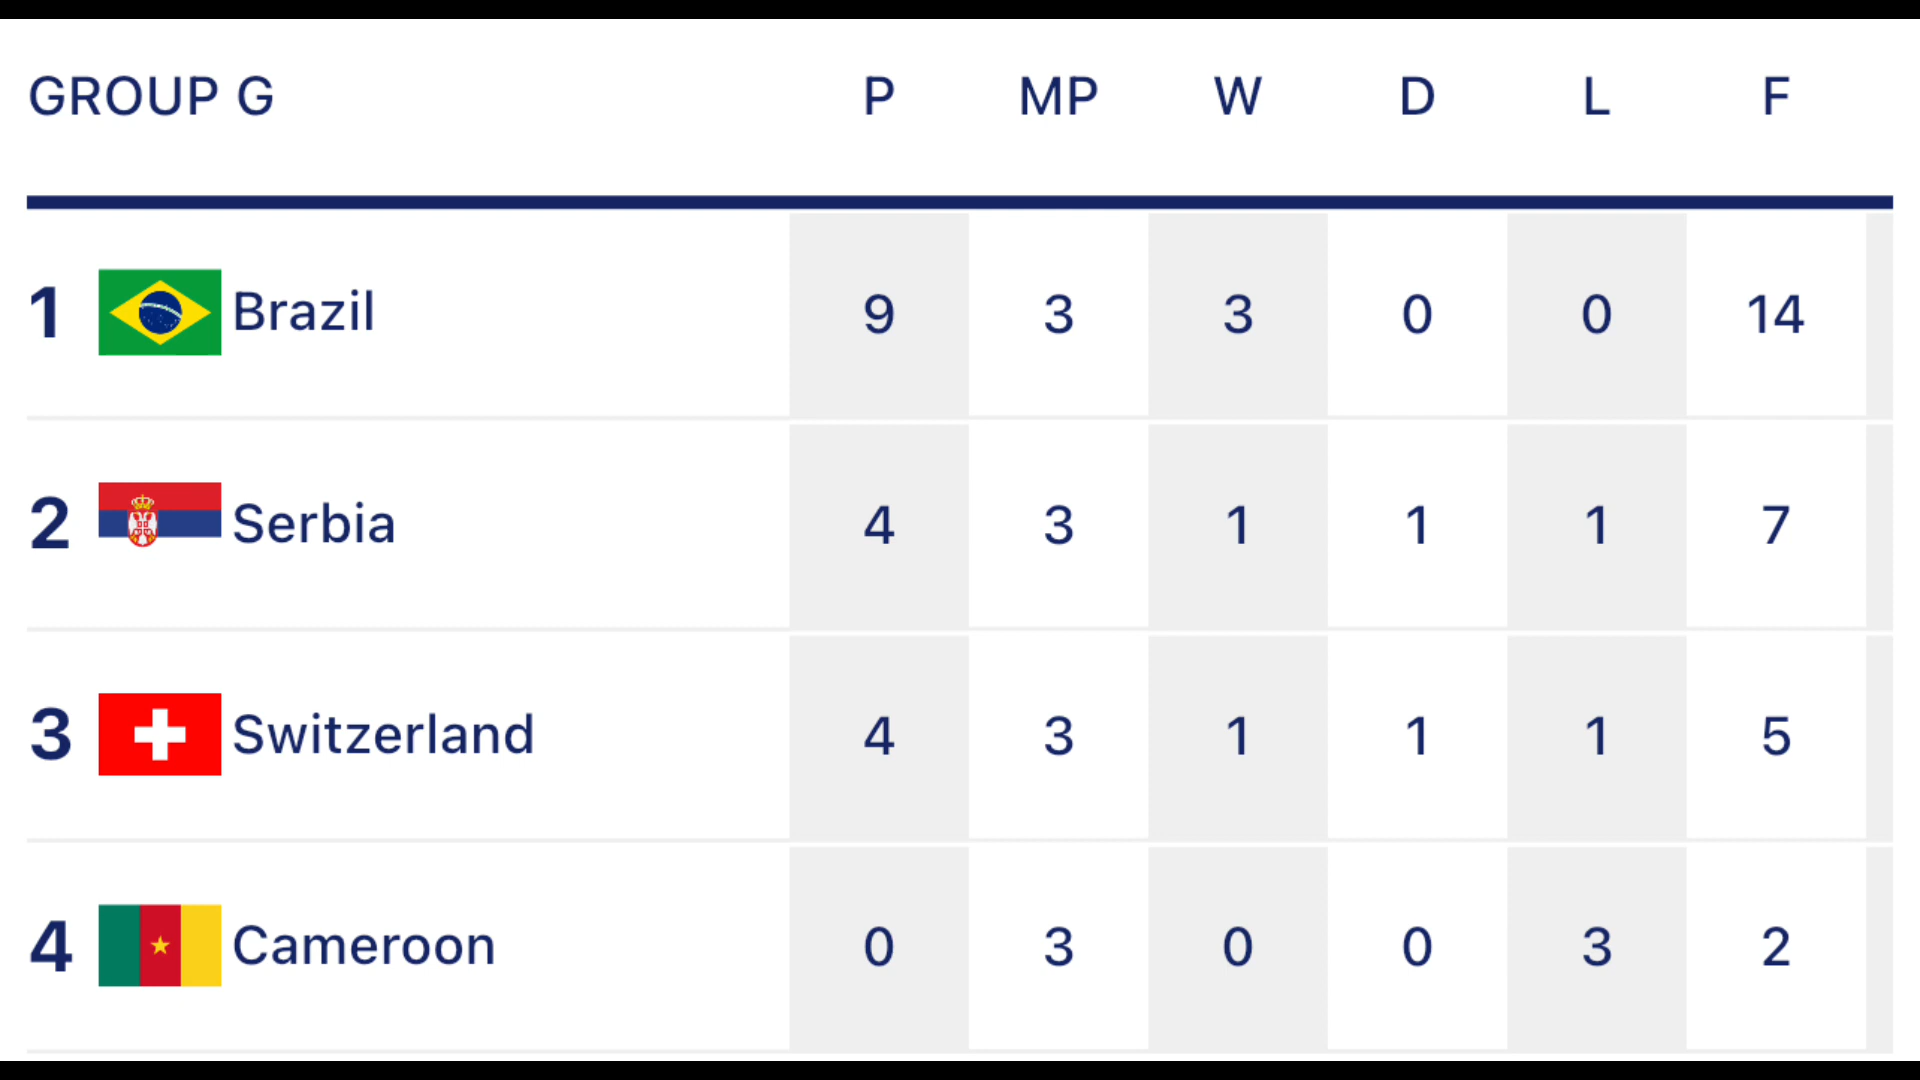 GROUP G P MP W D L F
1 Brazil 9 3 3 0 0 14
2 Serbia 4 3 1 1 1 7
3 Switzerland 4 3 1 1 1 5
4 Cameroon 0 3 0 0 3 2